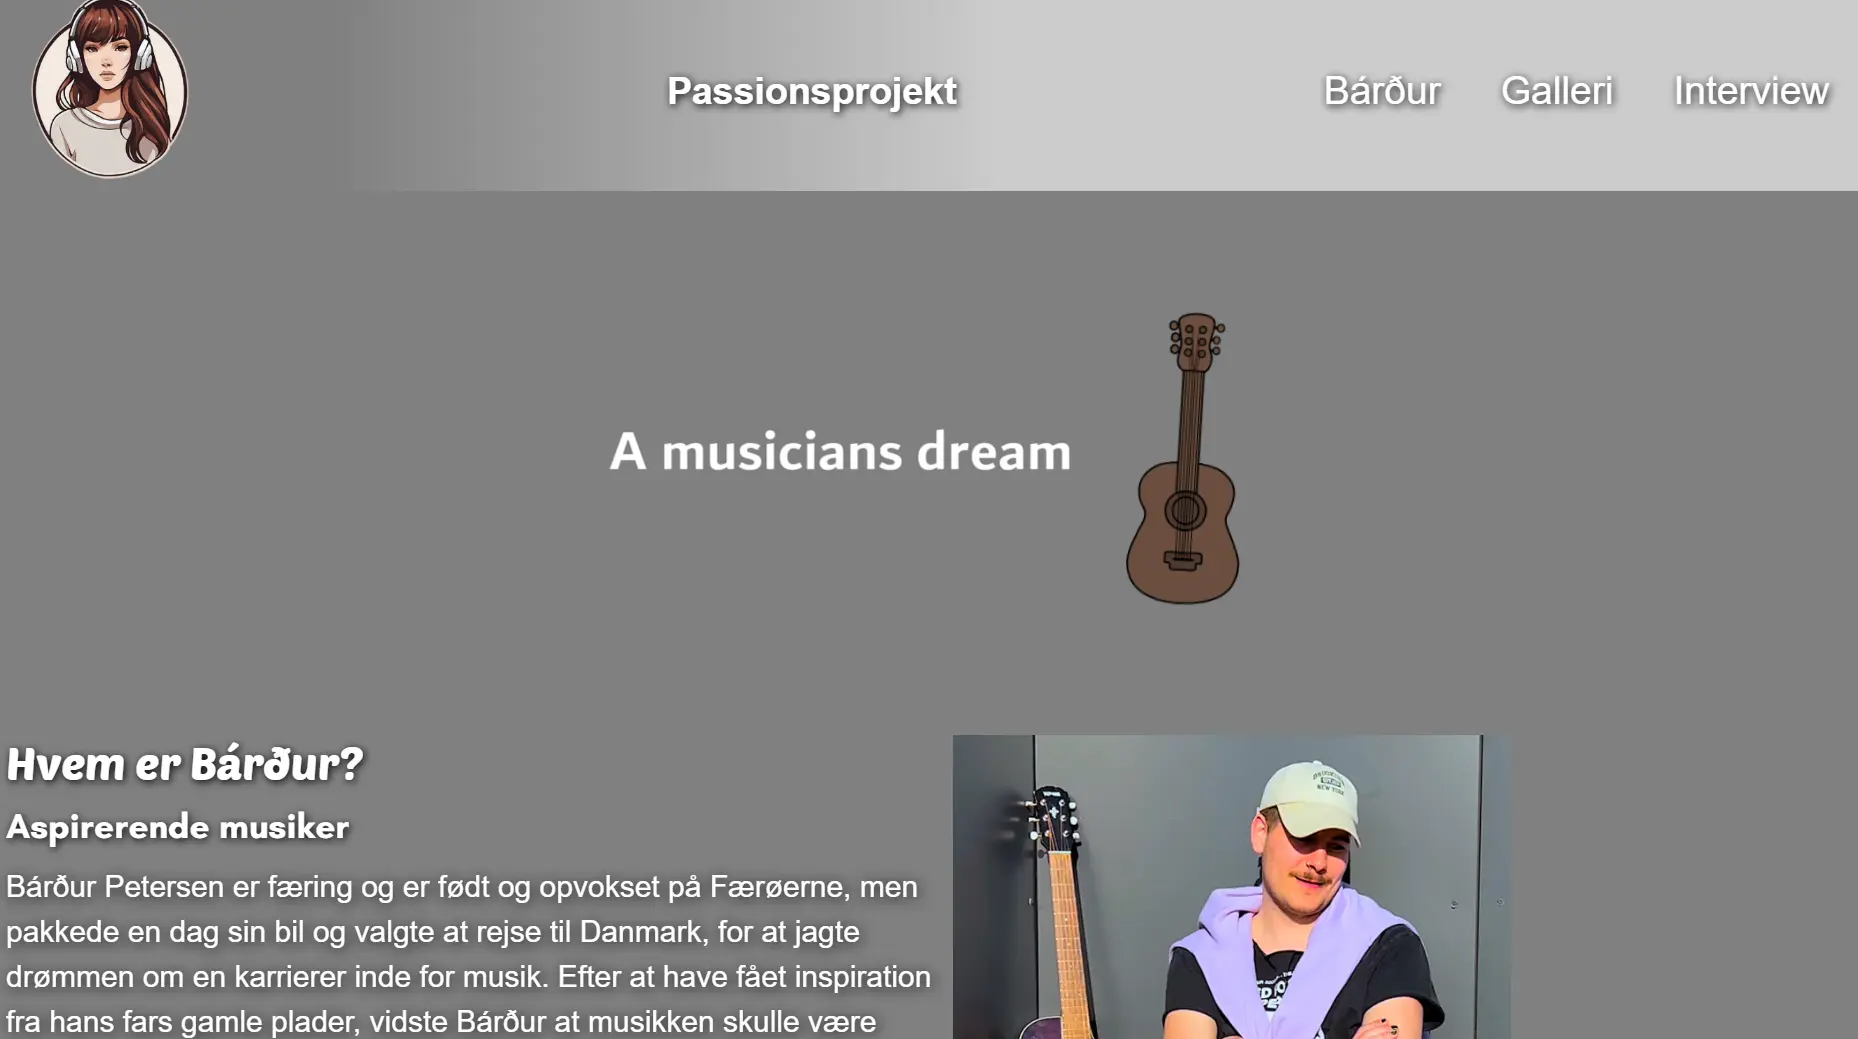 Passionsprojekt
Bárður Galleri Interview
A musicians dream
Hvem er Bárður?
Aspirerende musiker
Bárður Petersen er færing og er født og opvokset på Færøerne, men
pakkede en dag sin bil og valgte at rejse til Danmark, for at jagte
drømmen om en karrierer inde for musik. Efter at have fået inspiration
fra hans fars gamle plader, vidste Bárður at musikken skulle være
NEW YORK